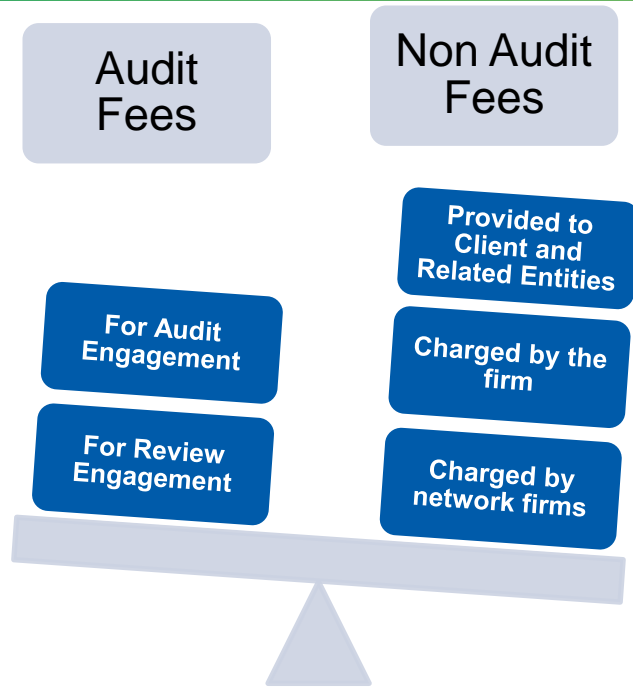 Audit
Fees
Non Audit
Fees
For Audit
Engagement
For Review
Engagement
Provided to
Client and
Related Entities
Charged by the
firm
Charged by
network firms